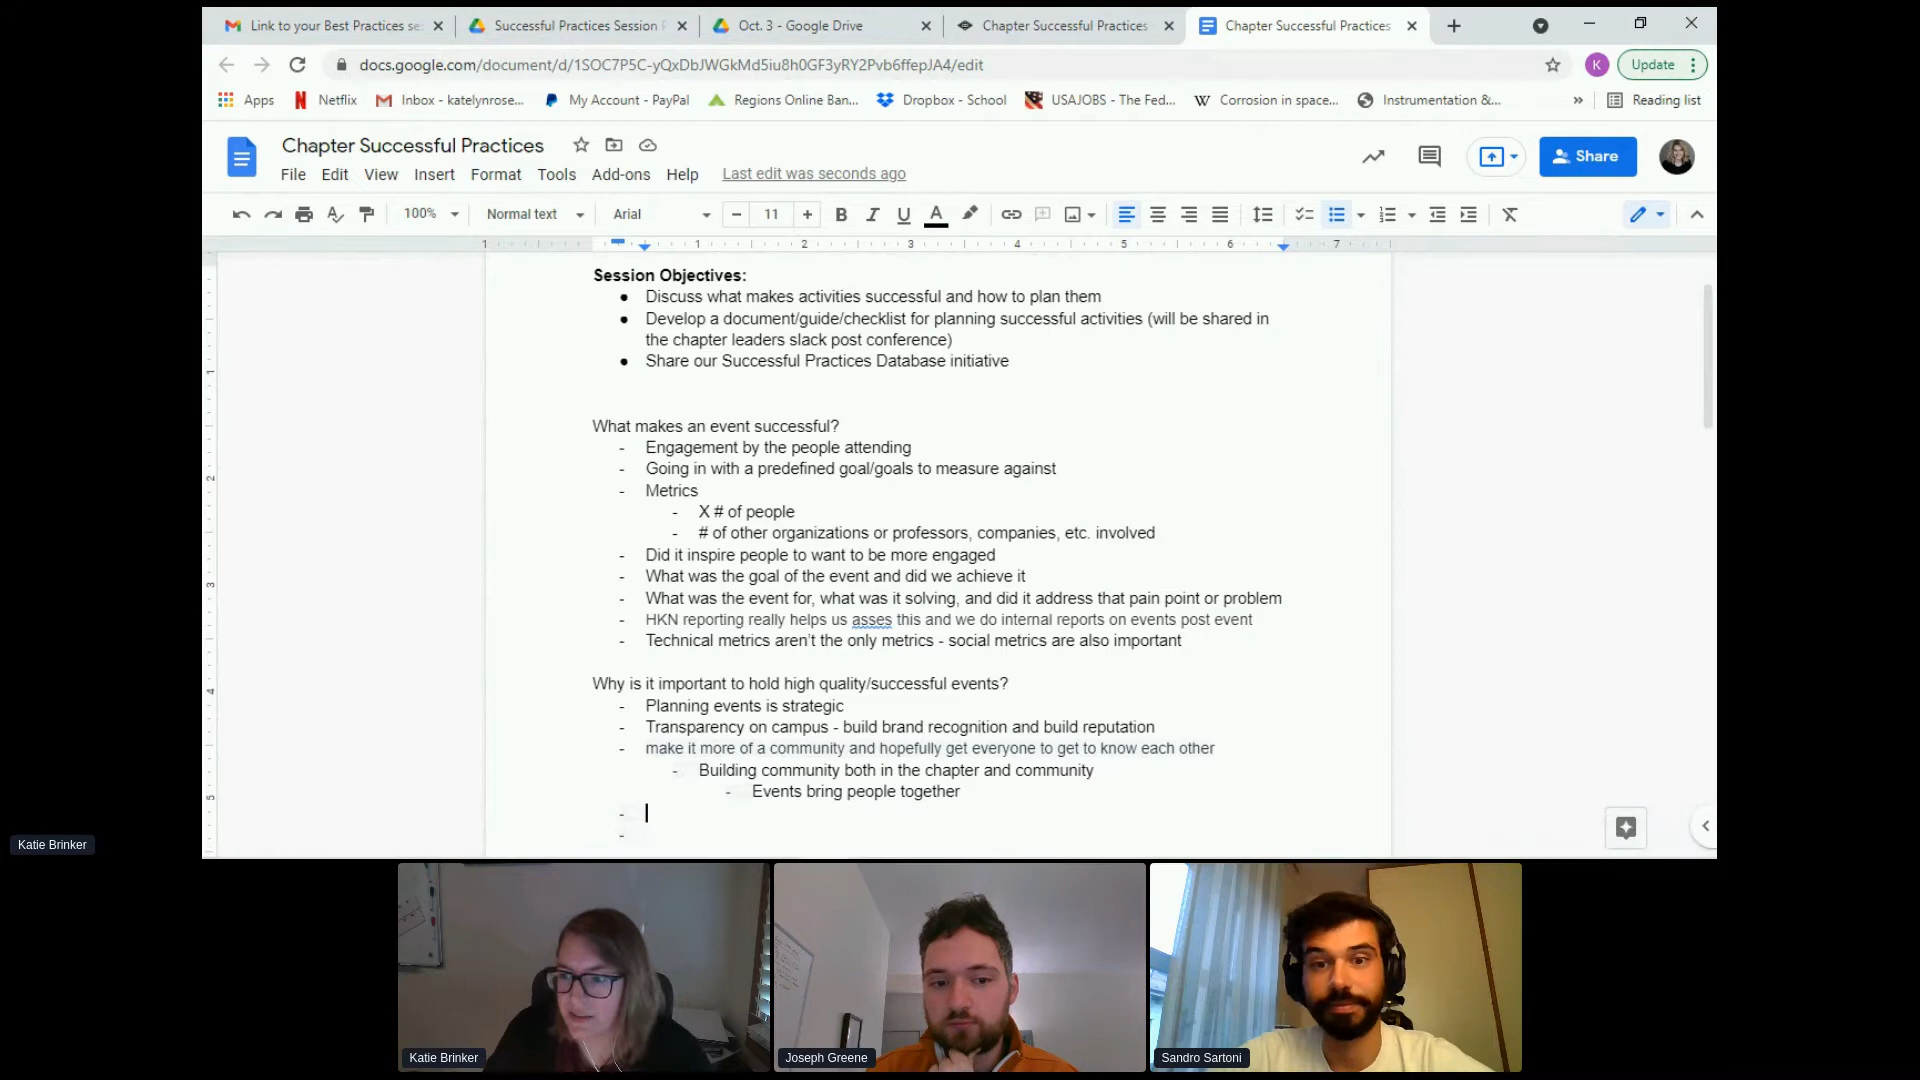 Link to your Best Practices se
Successful Practices Session
Oct. 3 - Google Drive
Chapter Successful Practices
Chapter Successful Practices
docs.google.com/document/d/1SOC7P5C-yQxDbJWGkMd5iu8h0GF3yRY2Pvb6ffepJA4/edit
K
Update
Apps
Netflix
Inbox - katelynrose...
My Account - PayPal
Regions Online Ban...
Dropbox - School
USAJOBS - The Fed...
W Corrosion in space...
Instrumentation &...
»
Reading list
Chapter Successful Practices
File Edit View Insert Format Tools Add-ons Help Last edit was seconds ago
Share
100% Normal text Arial - 11 + B I U A
1 1 2 3 4 5 6 7
Session Objectives:
● Discuss what makes activities successful and how to plan them
● Develop a document/guide/checklist for planning successful activities (will be shared in
the chapter leaders slack post conference)
● Share our Successful Practices Database initiative
What makes an event successful?
- Engagement by the people attending
- Going in with a predefined goal/goals to measure against
- Metrics
- X # of people
- # of other organizations or professors, companies, etc. involved
- Did it inspire people to want to be more engaged
- What was the goal of the event and did we achieve it
- What was the event for, what was it solving, and did it address that pain point or problem
- HKN reporting really helps us asses this and we do internal reports on events post event
- Technical metrics aren't the only metrics - social metrics are also important
Why is it important to hold high quality/successful events?
- Planning events is strategic
- Transparency on campus - build brand recognition and build reputation
- make it more of a community and hopefully get everyone to get to know each other
- Building community both in the chapter and community
- Events bring people together
-
-
1
2
3
4
5
Katie Brinker
Katie Brinker
Joseph Greene
Sandro Sartoni